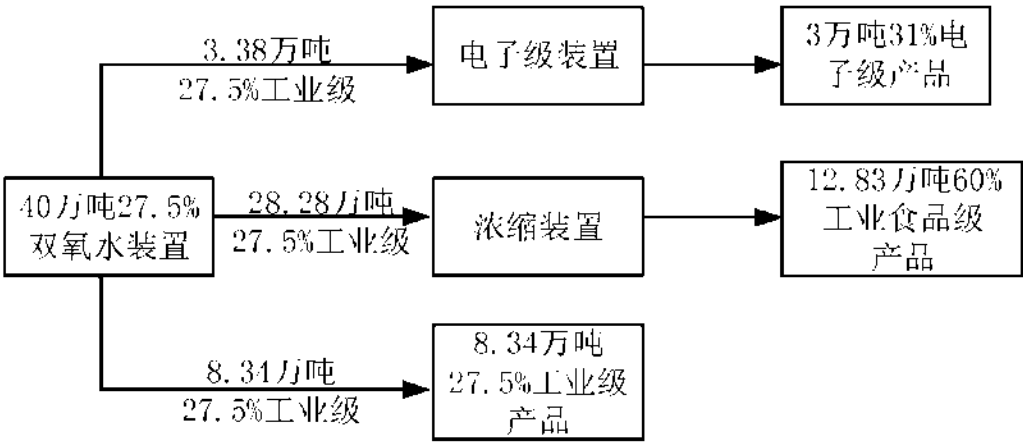 3.38万吨
27.5%工业级
电子级装置
3万吨31%电
子级产品
40万吨27.5%
双氧水装置
28.28万吨
27.5%工业级
浓缩装置
12.83万吨60%
工业食品级
产品
8.34万吨
27.5%工业级
8.34万吨
27.5%工业级
产品